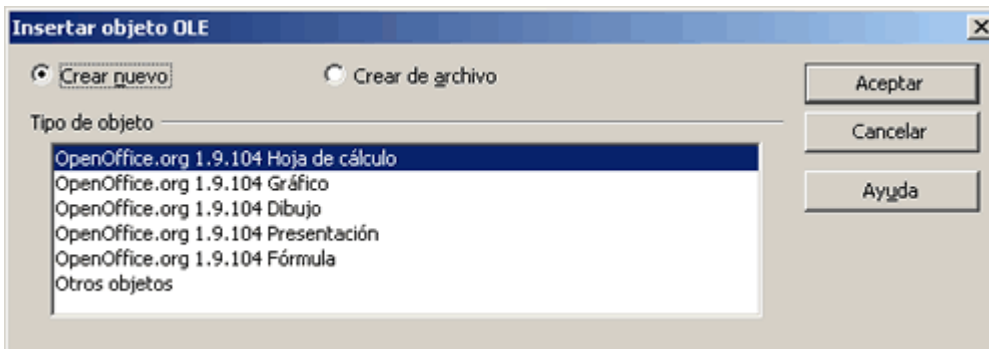 Insertar objeto OLE
Crear nuevo
Crear de archivo
Aceptar
Tipo de objeto
Cancelar
OpenOffice.org 1.9.104 Hoja de cálculo
OpenOffice.org 1.9.104 Gráfico
Ayuda
OpenOffice.org 1.9.104 Dibujo
OpenOffice.org 1.9.104 Presentación
OpenOffice.org 1.9.104 Fórmula
Otros objetos